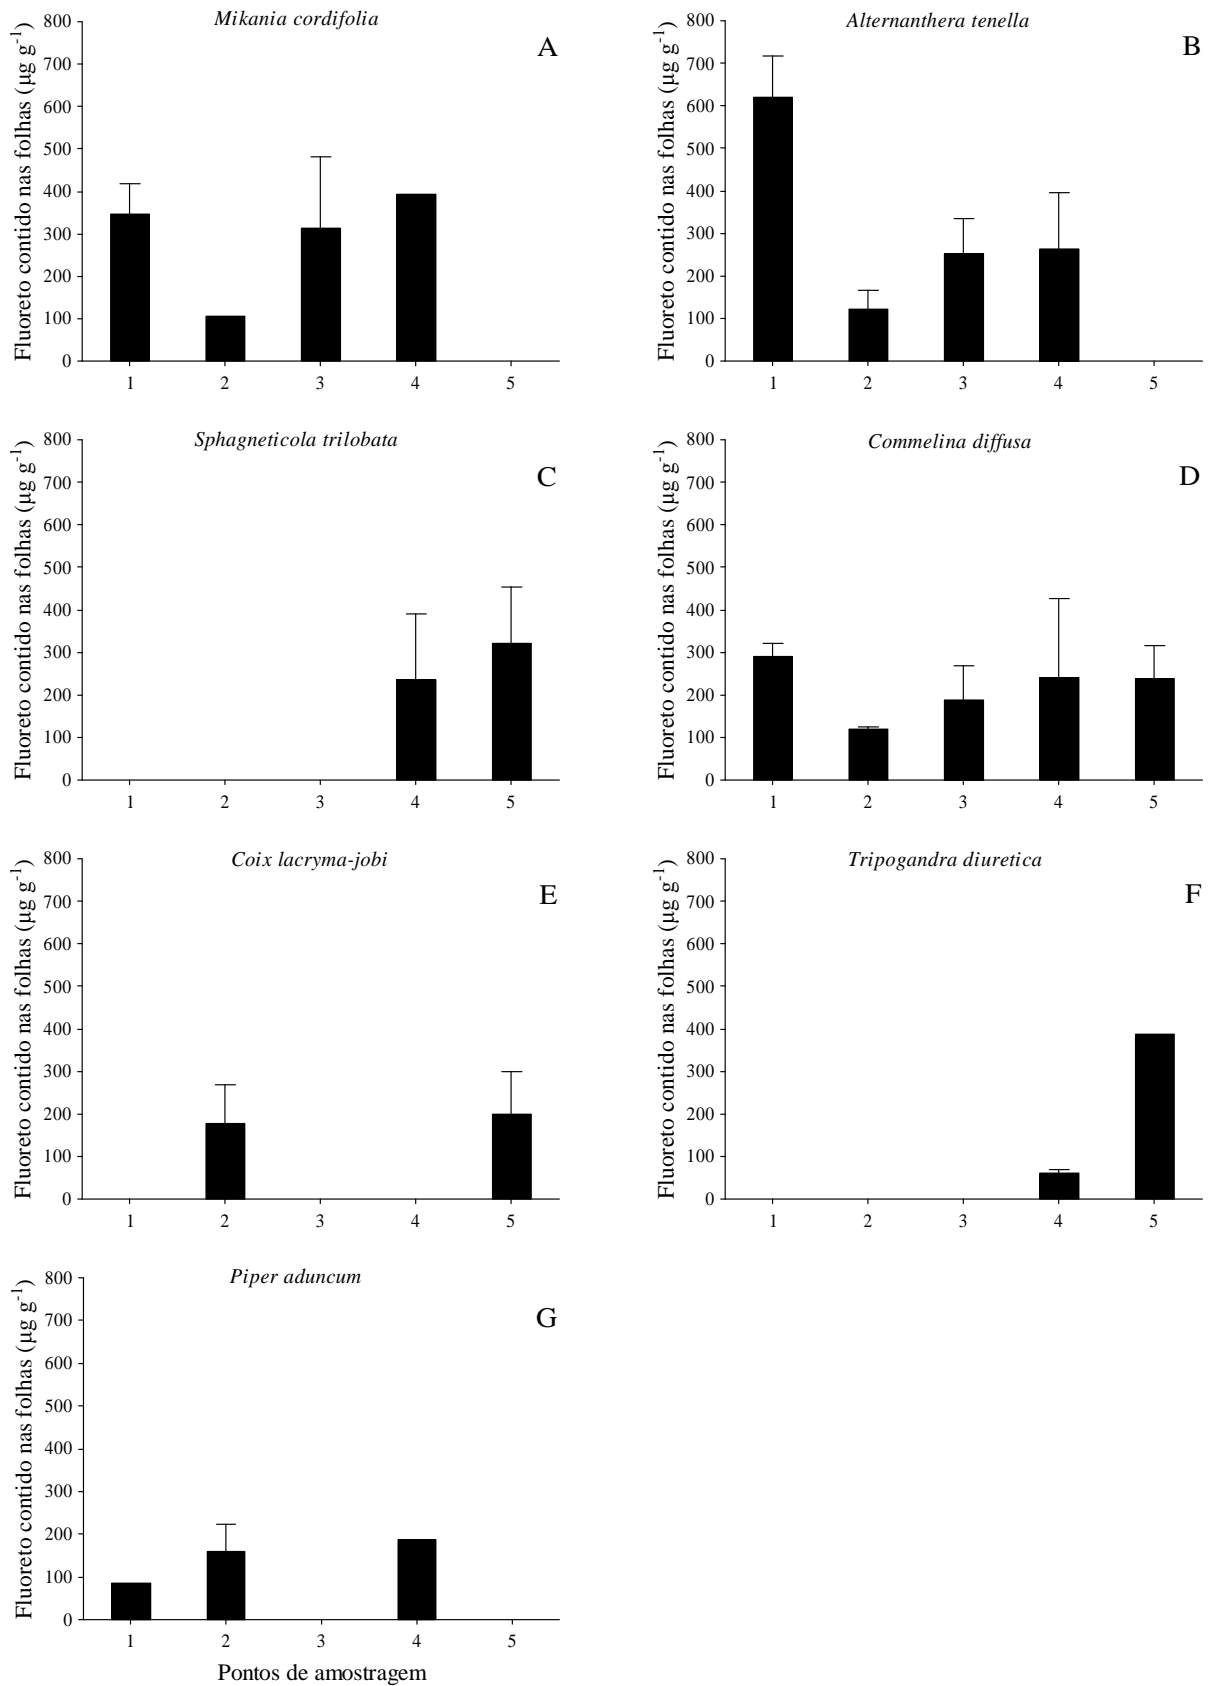 Mikania cordifolia
A
Fluoreto contido nas folhas (µg g-1)
800
700
600
500
400
300
200
100
0
1 2 3 4 5
Alternanthera tenella
B
Fluoreto contido nas folhas (µg g-1)
800
700
600
500
400
300
200
100
0
1 2 3 4 5
Sphagneticola trilobata
C
Fluoreto contido nas folhas (µg g-1)
800
700
600
500
400
300
200
100
0
1 2 3 4 5
Commelina diffusa
D
Fluoreto contido nas folhas (µg g-1)
800
700
600
500
400
300
200
100
0
1 2 3 4 5
Coix lacryma-jobi
E
Fluoreto contido nas folhas (µg g-1)
800
700
600
500
400
300
200
100
0
1 2 3 4 5
Tripogandra diuretica
F
Fluoreto contido nas folhas (µg g-1)
800
700
600
500
400
300
200
100
0
1 2 3 4 5
Piper aduncum
G
Fluoreto contido nas folhas (µg g-1)
800
700
600
500
400
300
200
100
0
1 2 3 4 5
Pontos de amostragem